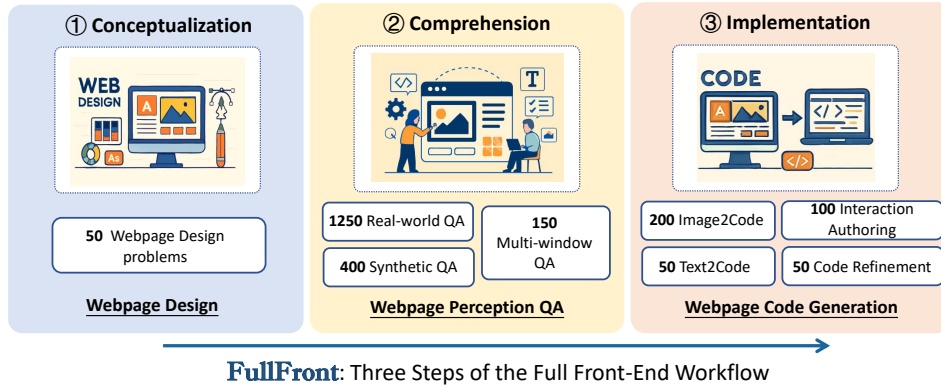 ① Conceptualization
WEB
DESIGN
A
As
50 Webpage Design
problems
Webpage Design
② Comprehension
</>
T
1250 Real-world QA
400 Synthetic QA
150
Multi-window
QA
Webpage Perception QA
③ Implementation
CODE
A
</>
</>
200 Image2Code
100 Interaction
Authoring
50 Text2Code
50 Code Refinement
Webpage Code Generation
FullFront: Three Steps of the Full Front-End Workflow